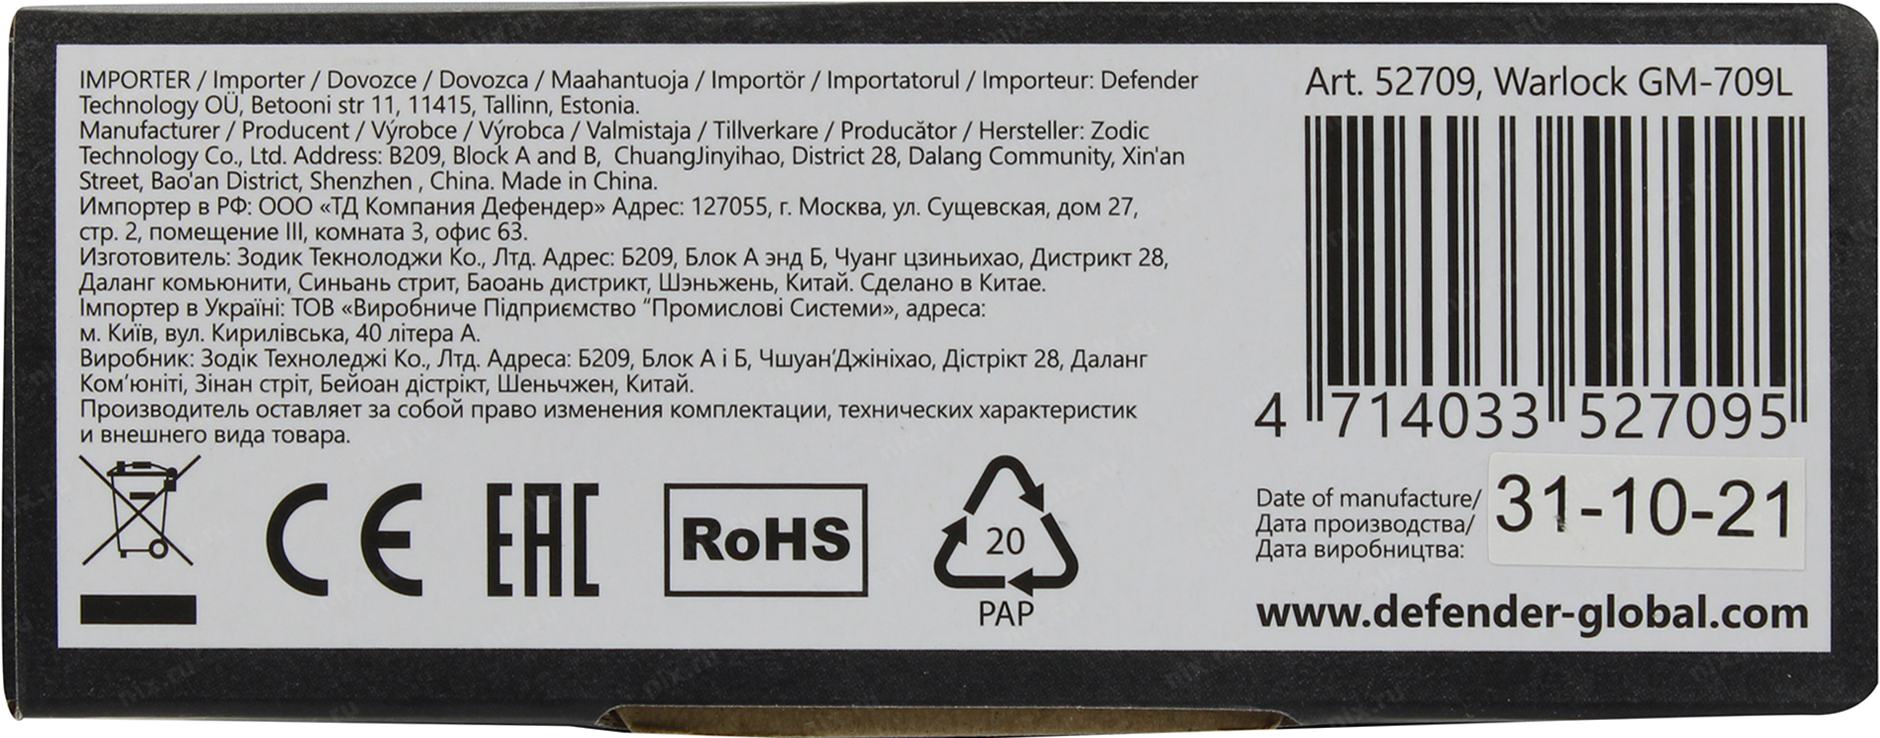 IMPORTER / Importer / Dovozce / Dovozca / Maahantuoja / Importör / Importatorul / Importeur: Defender
Technology OÜ, Betooni str 11, 11415, Tallinn, Estonia.
Manufacturer / Producent / Výrobce / Výrobca / Valmistaja / Tillverkare / Producător / Hersteller: Zodic
Technology Co., Ltd. Address: B209, Block A and B, ChuangJinyihao, District 28, Dalang Community, Xin'an
Street, Bao'an District, Shenzhen , China. Made in China.
Импортер в РФ: ООО «ТД Компания Дефендер» Адрес: 127055, г. Москва, ул. Сущевская, дом 27,
стр. 2, помещение III, комната 3, офис 63.
Изготовитель: Зодик Текнолоджи Ко., Лтд. Адрес: Б209, Блок А энд Б, Чуанг цзиньихао, Дистрикт 28,
Даланг комьюнити, Синьань стрит, Баоань дистрикт, Шэньжень, Китай. Сделано в Китае.
Імпортер в Україні: ТОВ «Виробниче Підприємство “Промислові Системи», адреса:
м. Київ, вул. Кирилівська, 40 літера А.
Виробник: Зодік Техноледжі Ко., Лтд. Адреса: Б209, Блок А і Б, Чшуан’Джініхао, Дістрікт 28, Даланг
Ком’юніті, Зінан стріт, Бейоан дістрікт, Шеньчжен, Китай.
Производитель оставляет за собой право изменения комплектации, технических характеристик
и внешнего вида товара.
CE EAC RoHS 20
PAP
Art. 52709, Warlock GM-709L
4 714033 527095
Date of manufacture/
Дата производства/
Дата виробництва:
31-10-21
www.defender-global.com